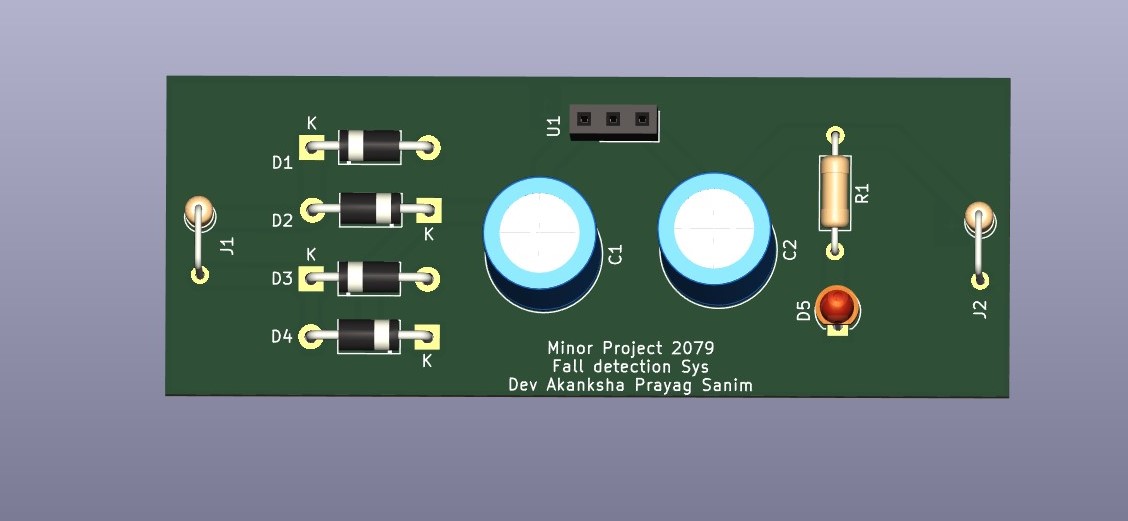 K
D1
D2
K
K
D3
D4
K
J1
U1
C1
C2
R1
D5
J2
Minor Project 2079
Fall detection Sys
Dev Akanksha Prayag Sanim